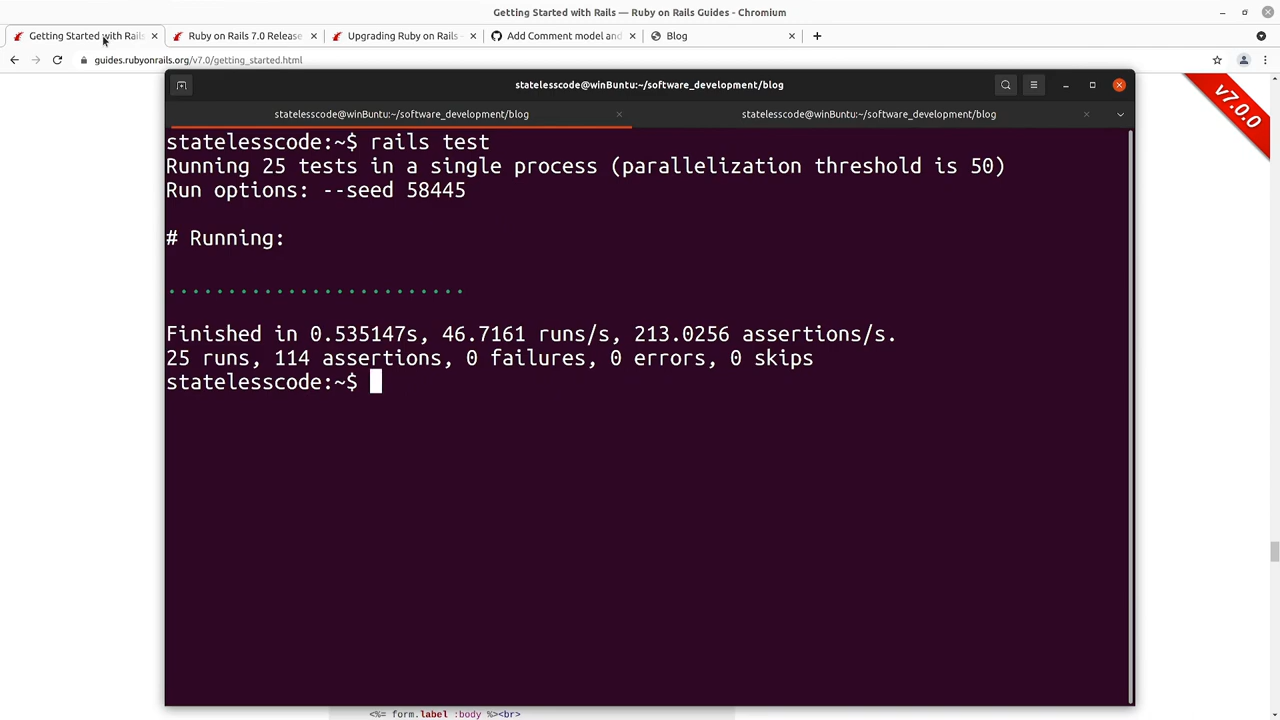 Getting Started with Rails — Ruby on Rails Guides - Chromium
Getting Started with Rails
Ruby on Rails 7.0 Release
Upgrading Ruby on Rails -
Add Comment model and
Blog
guides.rubyonrails.org/v7.0/getting_started.html
v7.0.0
statelesscode@winBuntu:~/software_development/blog
statelesscode@winBuntu:~/software_development/blog
statelesscode@winBuntu:~/software_development/blog
statelesscode:~$ rails test
Running 25 tests in a single process (parallelization threshold is 50)
Run options: --seed 58445
# Running:
.........................
Finished in 0.535147s, 46.7161 runs/s, 213.0256 assertions/s.
25 runs, 114 assertions, 0 failures, 0 errors, 0 skips
statelesscode:~$
<%= form.label :body %><br>